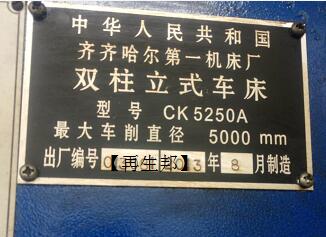 中华人民共和国
齐齐哈尔第一机床厂
双柱立式车床
型号 CK5250A
最大车削直径 5000 mm
出厂编号 【再生邦】 3年8月制造